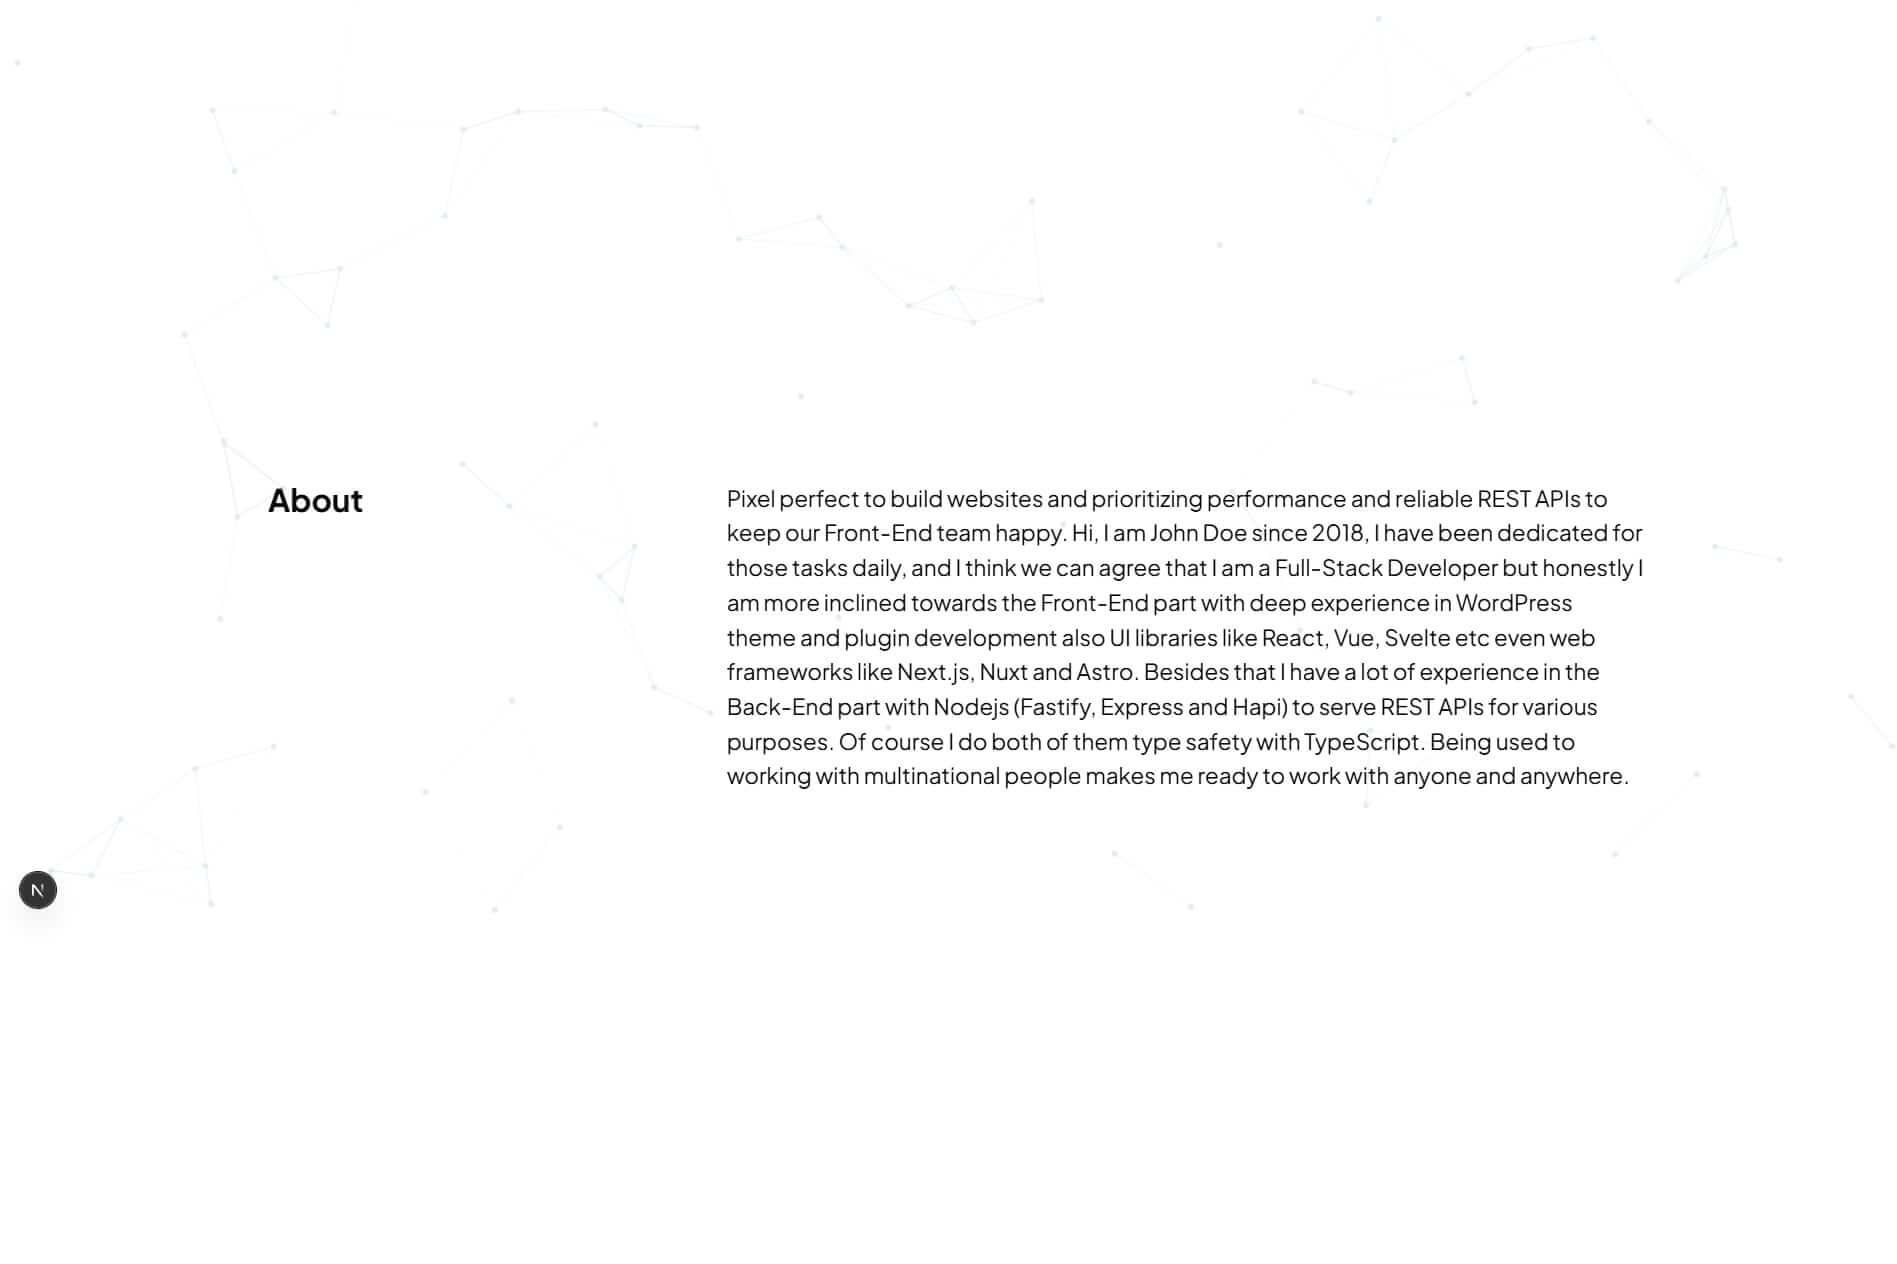 About
Pixel perfect to build websites and prioritizing performance and reliable REST APIs to
keep our Front-End team happy. Hi, I am John Doe since 2018, I have been dedicated for
those tasks daily, and I think we can agree that I am a Full-Stack Developer but honestly I
am more inclined towards the Front-End part with deep experience in WordPress
theme and plugin development also UI libraries like React, Vue, Svelte etc even web
frameworks like Next.js, Nuxt and Astro. Besides that I have a lot of experience in the
Back-End part with Nodejs (Fastify, Express and Hapi) to serve REST APIs for various
purposes. Of course I do both of them type safety with TypeScript. Being used to
working with multinational people makes me ready to work with anyone and anywhere.
N